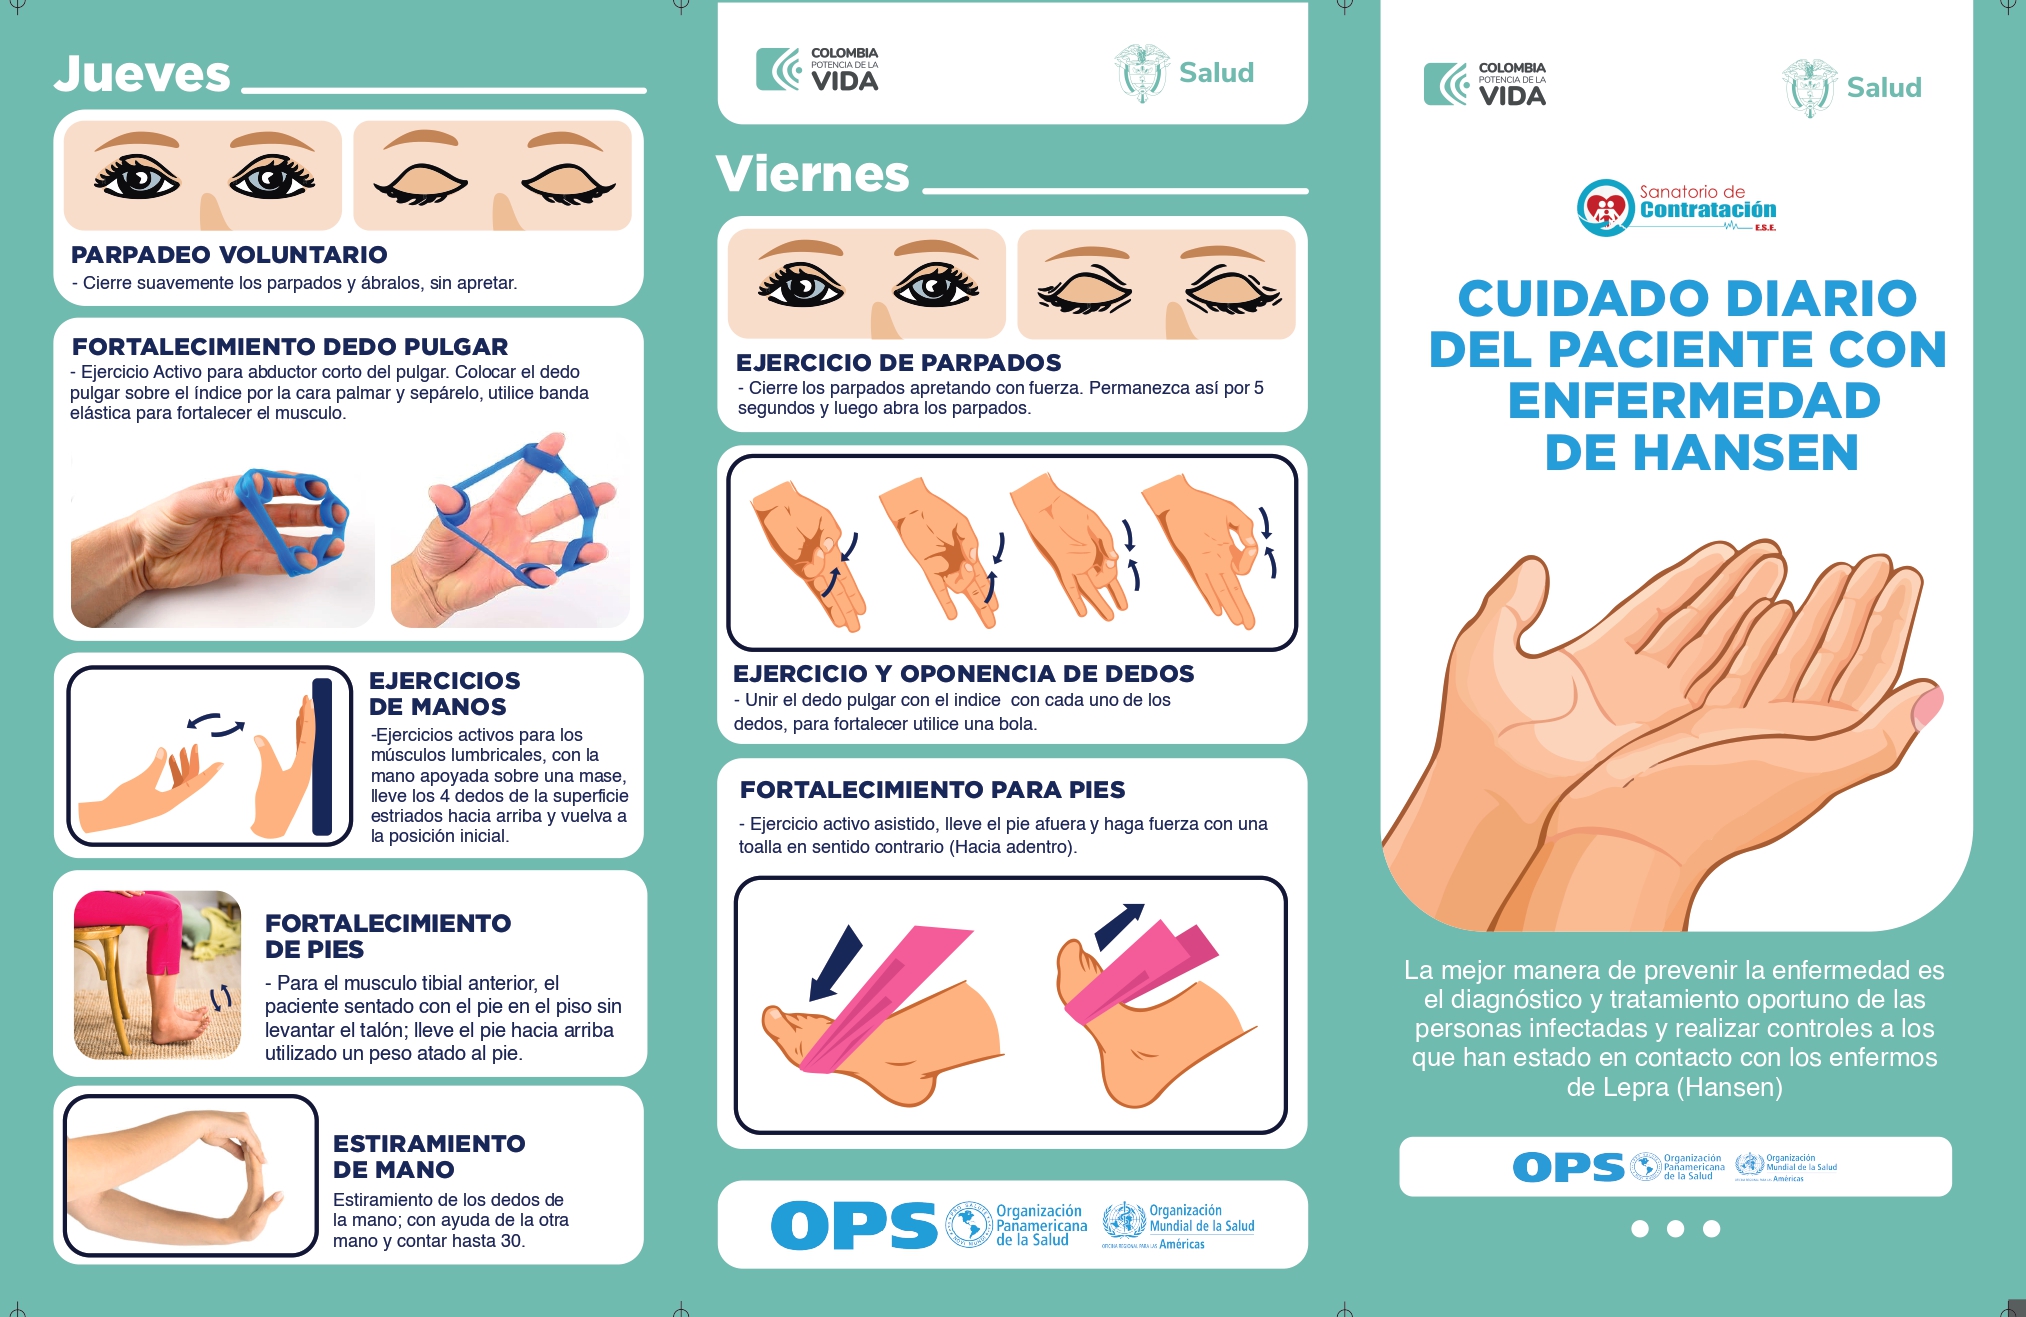 Jueves
PARPADEO VOLUNTARIO
- Cierre suavemente los parpados y ábralos, sin apretar.
FORTALECIMIENTO DEDO PULGAR
- Ejercicio Activo para abductor corto del pulgar. Colocar el dedo
pulgar sobre el índice por la cara palmar y sepárelo, utilice banda
elástica para fortalecer el musculo.
EJERCICIOS
DE MANOS
-Ejercicios activos para los
músculos lumbricales, con la
mano apoyada sobre una mase,
lleve los 4 dedos de la superficie
estriados hacia arriba y vuelva a
la posición inicial.
FORTALECIMIENTO
DE PIES
- Para el musculo tibial anterior, el
paciente sentado con el pie en el piso sin
levantar el talón; lleve el pie hacia arriba
utilizado un peso atado al pie.
ESTIRAMIENTO
DE MANO
Estiramiento de los dedos de
la mano; con ayuda de la otra
mano y contar hasta 30.
COLOMBIA
POTENCIA DE LA
VIDA
Salud
Viernes
EJERCICIO DE PARPADOS
- Cierre los parpados apretando con fuerza. Permanezca así por 5
segundos y luego abra los parpados.
EJERCICIO Y OPONENCIA DE DEDOS
- Unir el dedo pulgar con el indice con cada uno de los
dedos, para fortalecer utilice una bola.
FORTALECIMIENTO PARA PIES
- Ejercicio activo asistido, lleve el pie afuera y haga fuerza con una
toalla en sentido contrario (Hacia adentro).
OPS
Organización
Panamericana
de la Salud
Organización
Mundial de la Salud
OFICINA REGIONAL PARA LAS Américas
COLOMBIA
POTENCIA DE LA
VIDA
Salud
Sanatorio de
Contratación
E.S.E.
CUIDADO DIARIO
DEL PACIENTE CON
ENFERMEDAD
DE HANSEN
La mejor manera de prevenir la enfermedad es
el diagnóstico y tratamiento oportuno de las
personas infectadas y realizar controles a los
que han estado en contacto con los enfermos
de Lepra (Hansen)
OPS
Organización
Panamericana
de la Salud
Organización
Mundial de la Salud
Américas